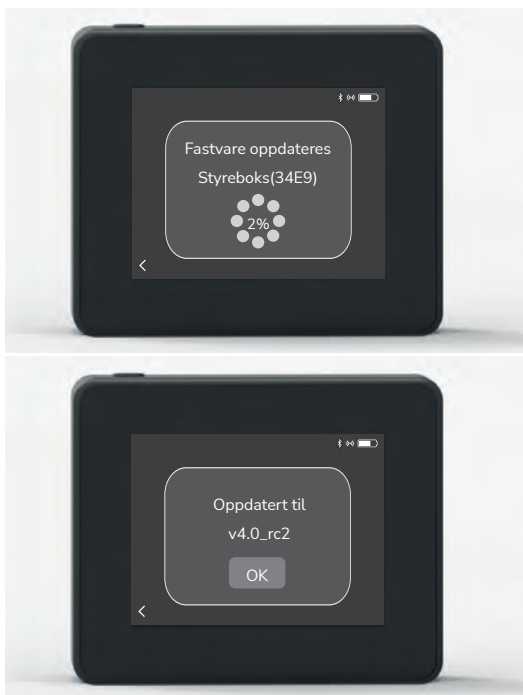 Fastvare oppdateres
Styreboks(34E9)
2%
Oppdatert til
v4.0_rc2
OK